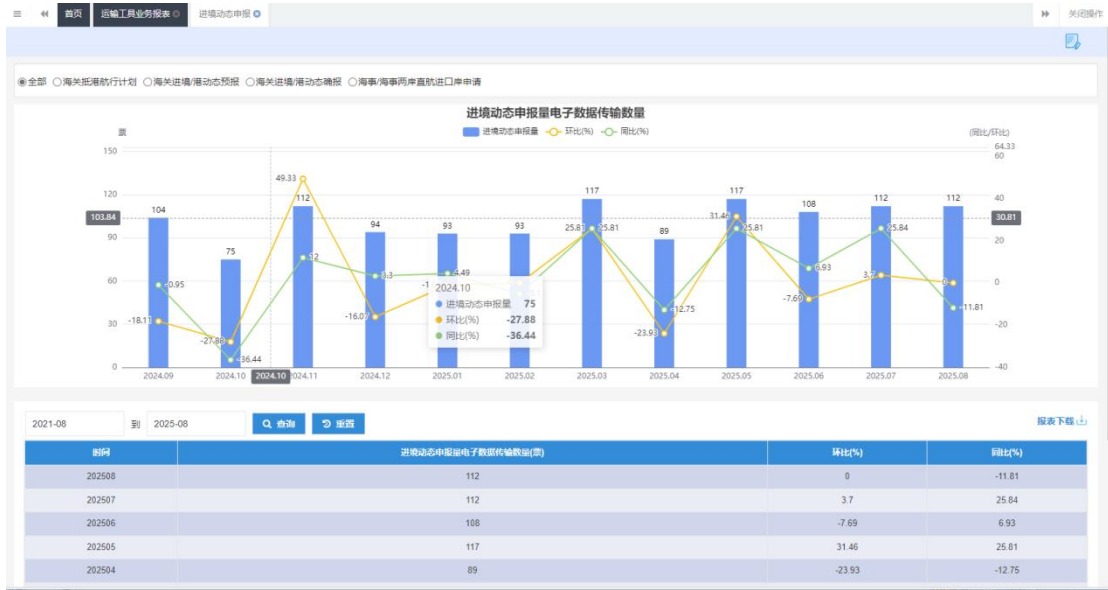 首页 运输工具业务报表 进境动态申报 关闭操作
全部 海关抵港航行计划 海关进境/港动态预报 海关进境/港动态确报 海事/海事两岸直航进口岸申请
进境动态申报量电子数据传输数量
进境动态申报量 环比(%) 同比(%)
票 (同比/环比)
150 64.33
60
120 40
103.84 30.81
90 20
60 0
30 -20
0 -40
104 75 112 94 93 93 117 89 117 108 112 112
-18.11 -27.88 49.33 -16.07 25.81 -23.93 31.46 -7.69 3.7 0
-0.95 -36.44 12 3.3 4.49 25.81 -12.75 25.81 6.93 25.84 -11.81
2024.10
进境动态申报量 75
环比(%) -27.88
同比(%) -36.44
2024.09 2024.10 2024.10 2024.11 2024.12 2025.01 2025.02 2025.03 2025.04 2025.05 2025.06 2025.07 2025.08
2021-08 到 2025-08 查询 重置 报表下载
时间 进境动态申报量电子数据传输数量(票) 环比(%) 同比(%)
202508 112 0 -11.81
202507 112 3.7 25.84
202506 108 -7.69 6.93
202505 117 31.46 25.81
202504 89 -23.93 -12.75